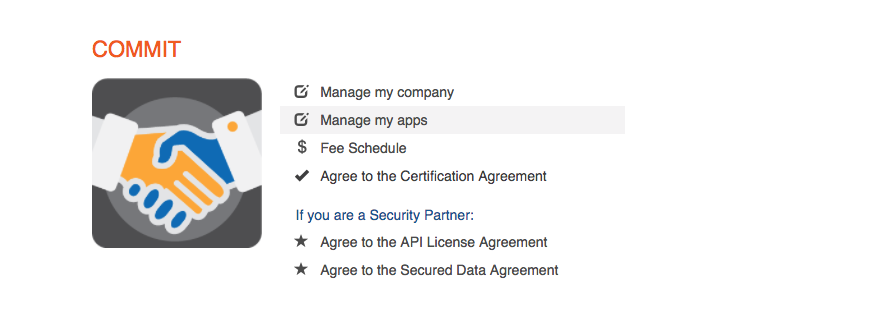 COMMIT
Manage my company
Manage my apps
$ Fee Schedule
Agree to the Certification Agreement
If you are a Security Partner:
Agree to the API License Agreement
Agree to the Secured Data Agreement